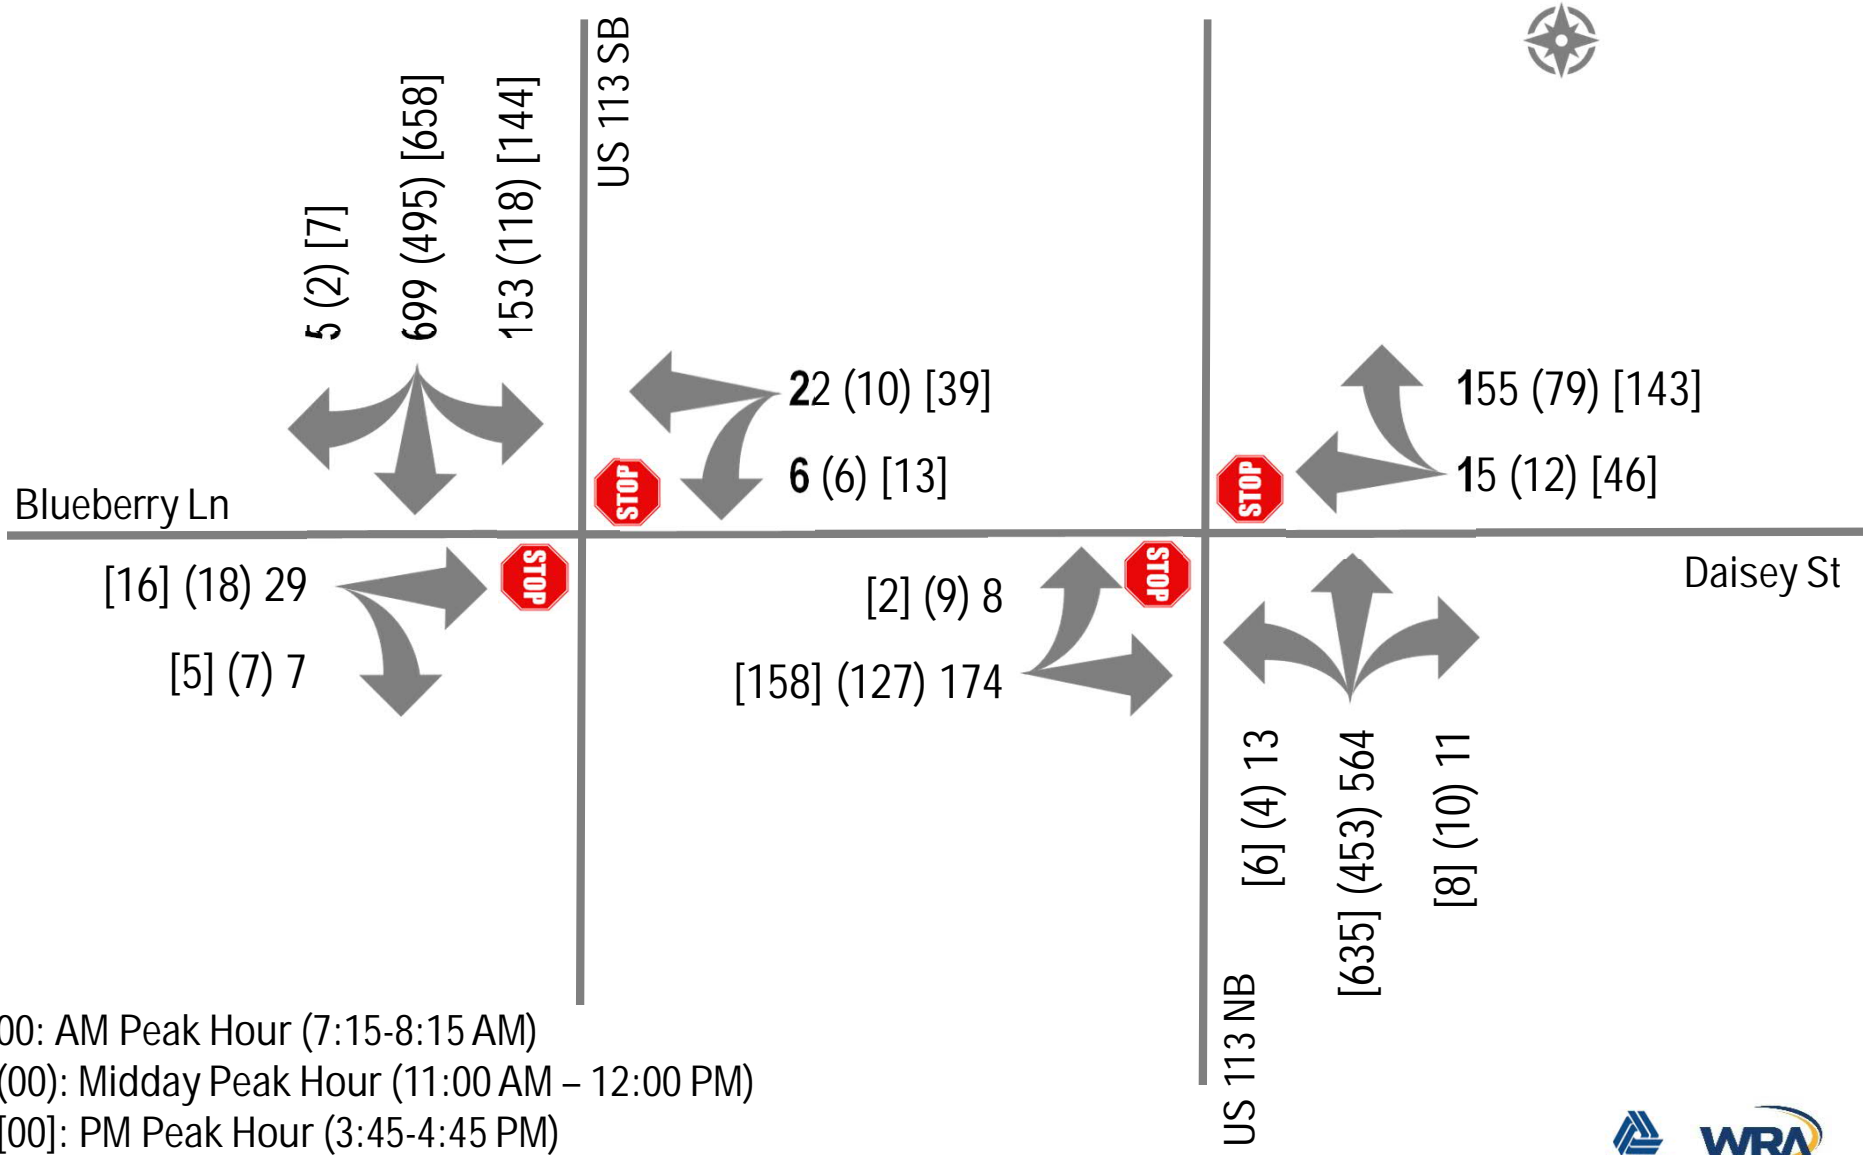 US 113 SB
5 (2) [7]
699 (495) [658]
153 (118) [144]
22 (10) [39]
6 (6) [13]
155 (79) [143]
15 (12) [46]
STOP
STOP
Blueberry Ln
Daisey St
STOP
STOP
[16] (18) 29
[5] (7) 7
[2] (9) 8
[158] (127) 174
[6] (4) 13
[635] (453) 564
[8] (10) 11
US 113 NB
00: AM Peak Hour (7:15-8:15 AM)
(00): Midday Peak Hour (11:00 AM – 12:00 PM)
[00]: PM Peak Hour (3:45-4:45 PM)
WRA